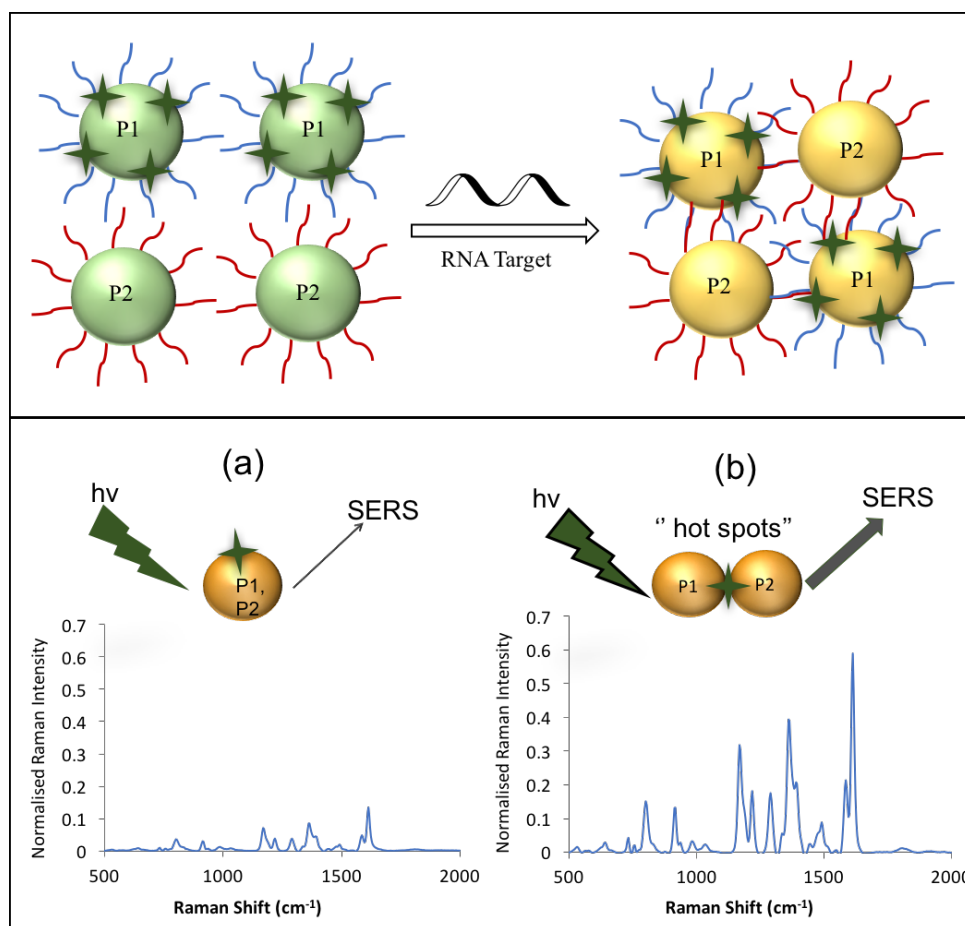 P1
P1
P2
P2
RNA Target
P1
P2
P2
P1
(a)
hv
SERS
P1,
P2
Normalised Raman Intensity
0.7
0.6
0.5
0.4
0.3
0.2
0.1
0
500
1000
1500
2000
Raman Shift (cm⁻¹)
(b)
hv
SERS
‘’ hot spots”
P1
P2
Normalised Raman Intensity
0.7
0.6
0.5
0.4
0.3
0.2
0.1
0
500
1000
1500
2000
Raman Shift (cm⁻¹)